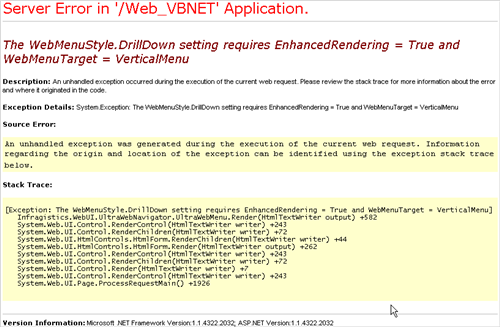 Server Error in '/Web_VBNET' Application.
The WebMenuStyle.DrillDown setting requires EnhancedRendering = True and
WebMenuTarget = VerticalMenu
Description: An unhandled exception occurred during the execution of the current web request. Please review the stack trace for more information about the error
and where it originated in the code.
Exception Details: System.Exception: The WebMenuStyle.DrillDown setting requires EnhancedRendering = True and WebMenuTarget = VerticalMenu
Source Error:
An unhandled exception was generated during the execution of the current web request. Information
regarding the origin and location of the exception can be identified using the exception stack trace
below.
Stack Trace:
[Exception: The WebMenuStyle.DrillDown setting requires EnhancedRendering = True and WebMenuTarget = VerticalMenu]
Infragistics.WebUI.UltraWebNavigator.UltraWebMenu.Render(HtmlTextWriter output) +582
System.Web.UI.Control.RenderControl(HtmlTextWriter writer) +243
System.Web.UI.Control.RenderChildren(HtmlTextWriter writer) +72
System.Web.UI.HtmlControls.HtmlForm.RenderChildren(HtmlTextWriter writer) +44
System.Web.UI.HtmlControls.HtmlForm.Render(HtmlTextWriter output) +262
System.Web.UI.Control.RenderControl(HtmlTextWriter writer) +243
System.Web.UI.Control.RenderChildren(HtmlTextWriter writer) +72
System.Web.UI.Control.Render(HtmlTextWriter writer) +7
System.Web.UI.Control.RenderControl(HtmlTextWriter writer) +243
System.Web.UI.Page.ProcessRequestMain() +1926
Version Information: Microsoft .NET Framework Version:1.1.4322.2032; ASP.NET Version:1.1.4322.2032